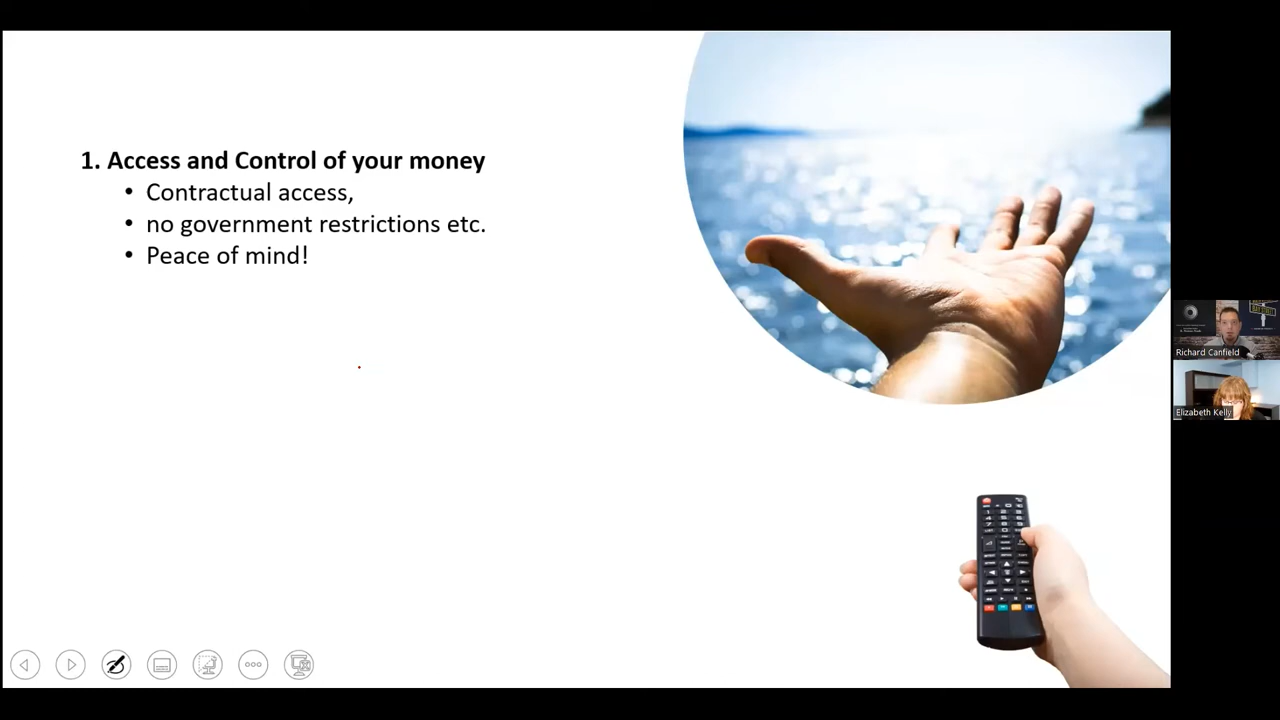 1. Access and Control of your money
• Contractual access,
• no government restrictions etc.
• Peace of mind!
Richard Canfield
Elizabeth Kelly